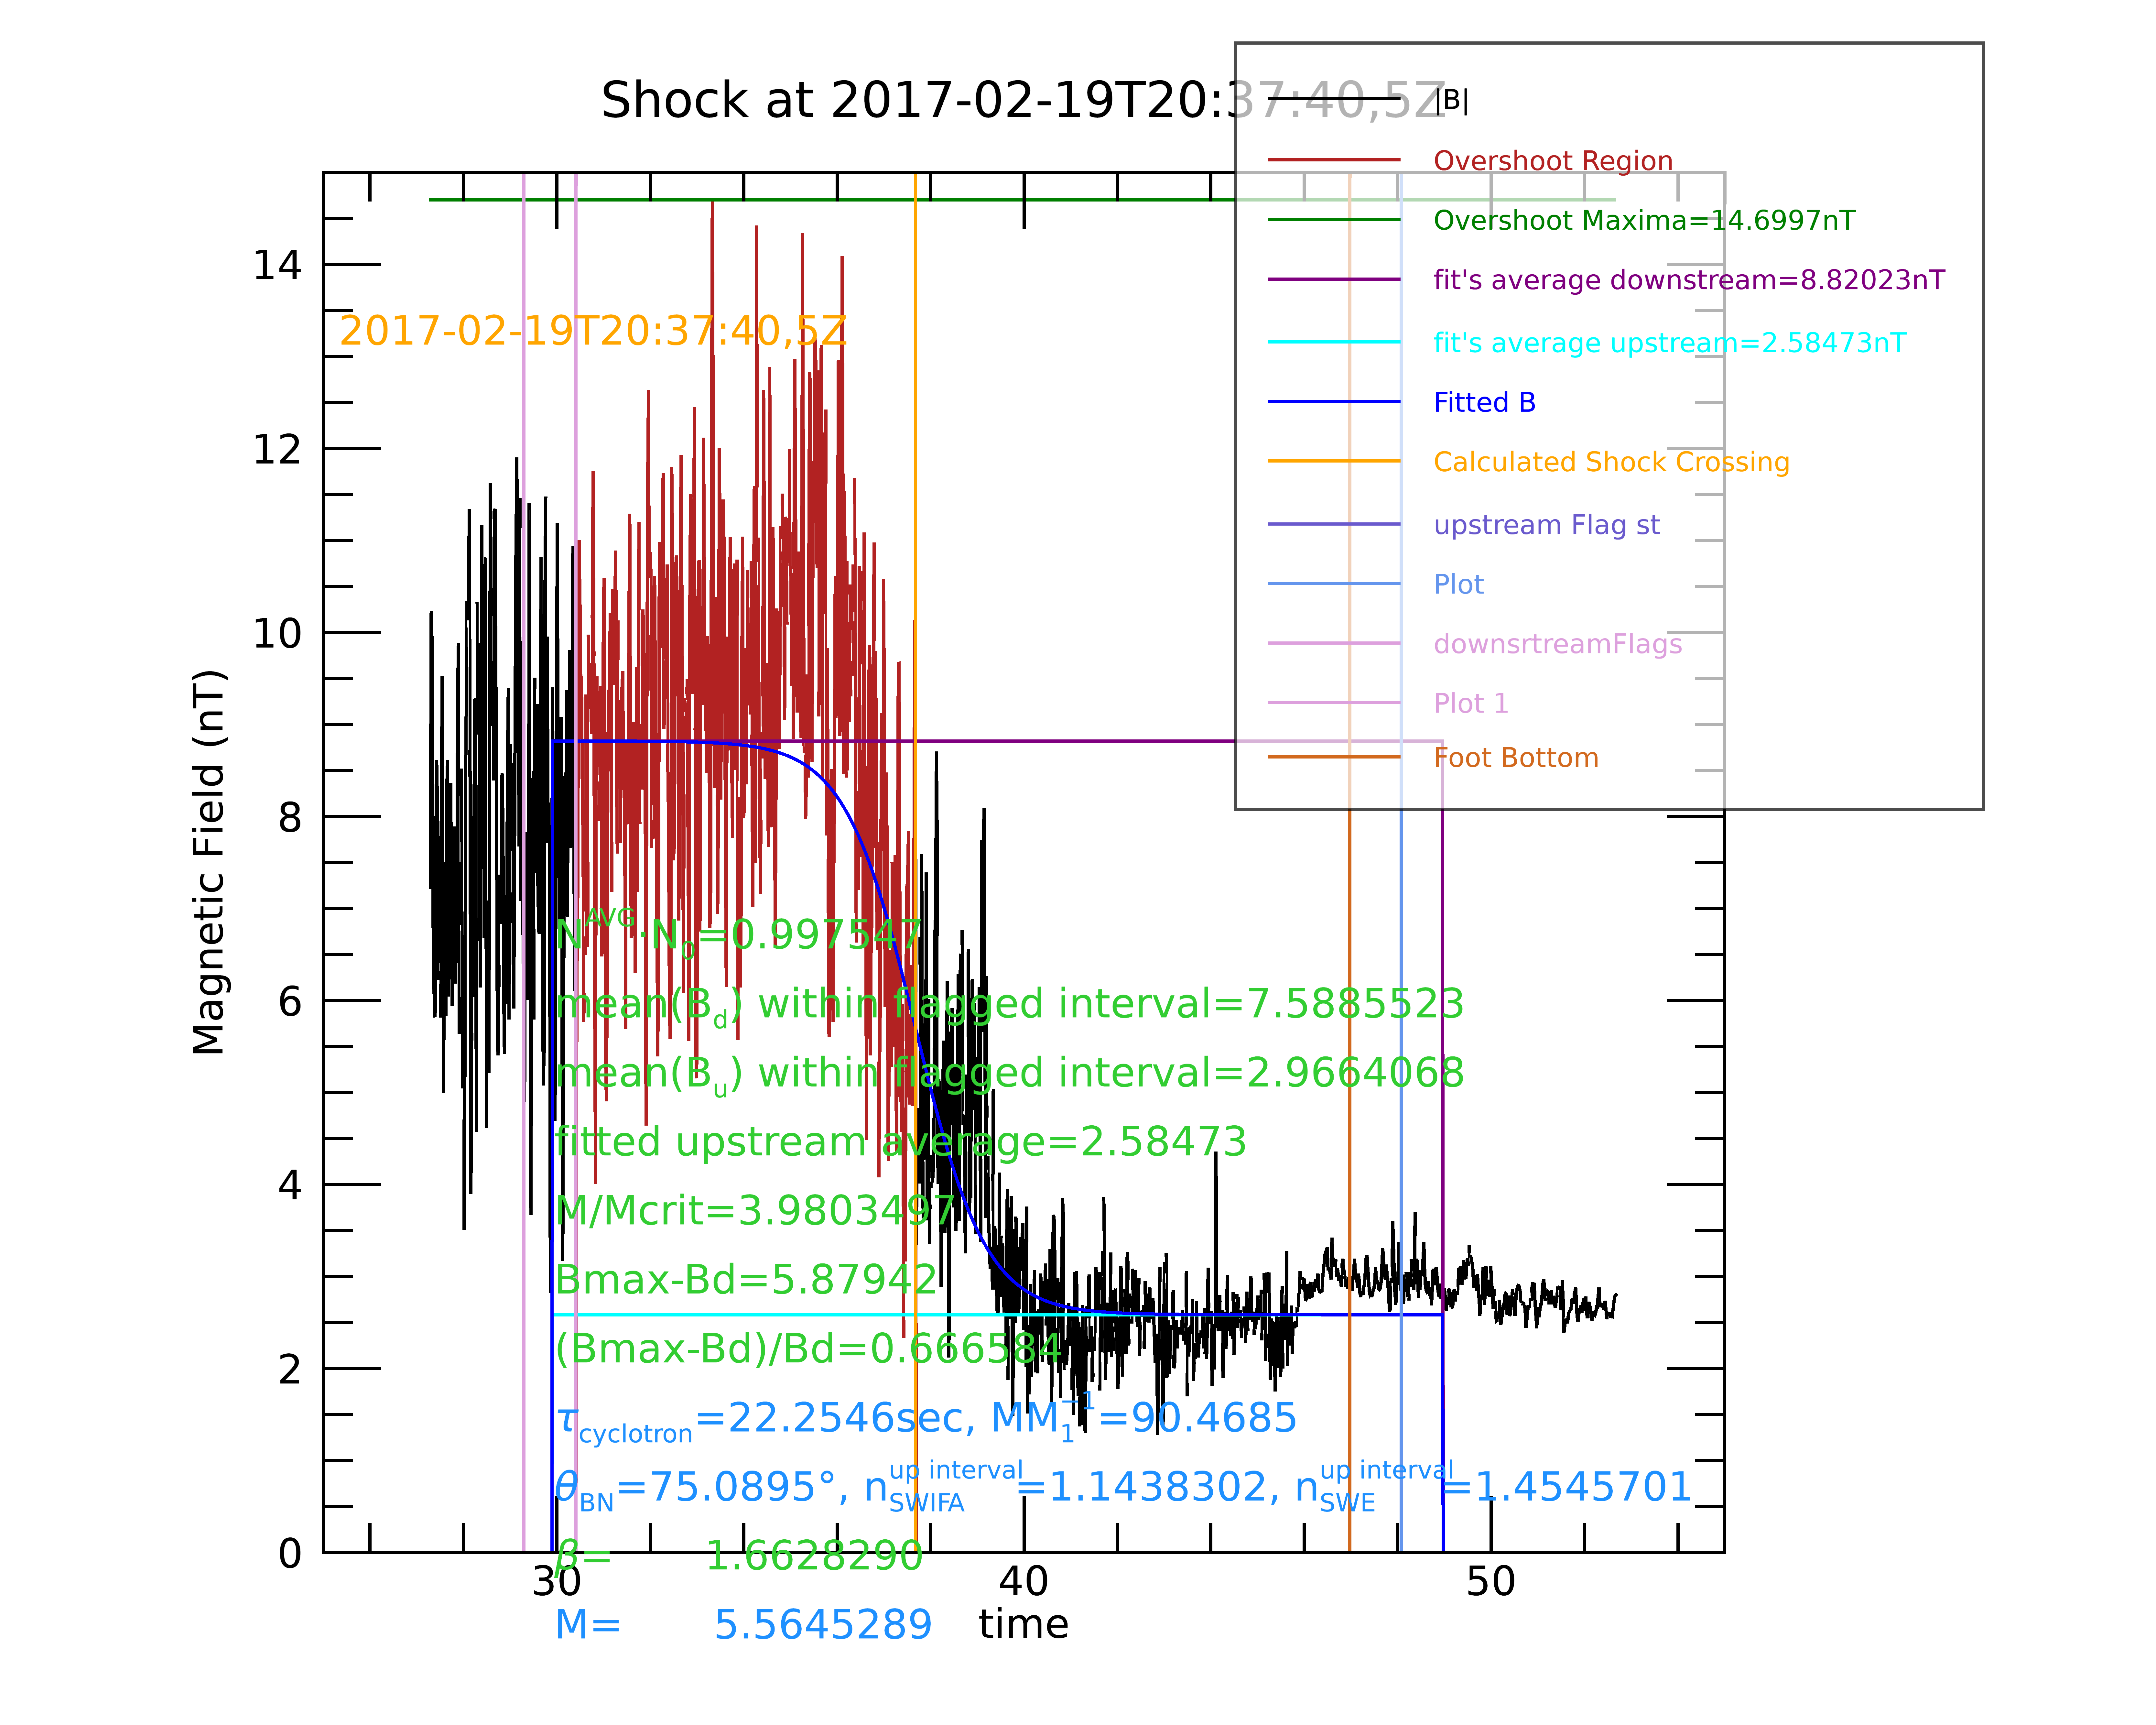 Shock at 2017-02-19T20:37:40,5Z
|B|
Overshoot Region
Overshoot Maxima=14.6997nT
fit's average downstream=8.82023nT
fit's average upstream=2.58473nT
Fitted B
Calculated Shock Crossing
upstream Flag st
Plot
downsrtreamFlags
Plot 1
Foot Bottom
2017-02-19T20:37:40,5Z
Magnetic Field (nT)
14
12
10
8
6
4
2
0
N^AVG·N_0=0.997547
mean(B_d) within flagged interval=7.5885523
mean(B_u) within flagged interval=2.9664068
fitted upstream average=2.58473
M/Mcrit=3.9803497
Bmax-Bd=5.87942
(Bmax-Bd)/Bd=0.666584
τ_cyclotron=22.2546sec, MM_1^−1=90.4685
θ_BN=75.0895°, n_SWIFA^up interval=1.1438302, n_SWE^up interval=1.4545701
β= 1.6628290
30 40 50
M= 5.5645289
time